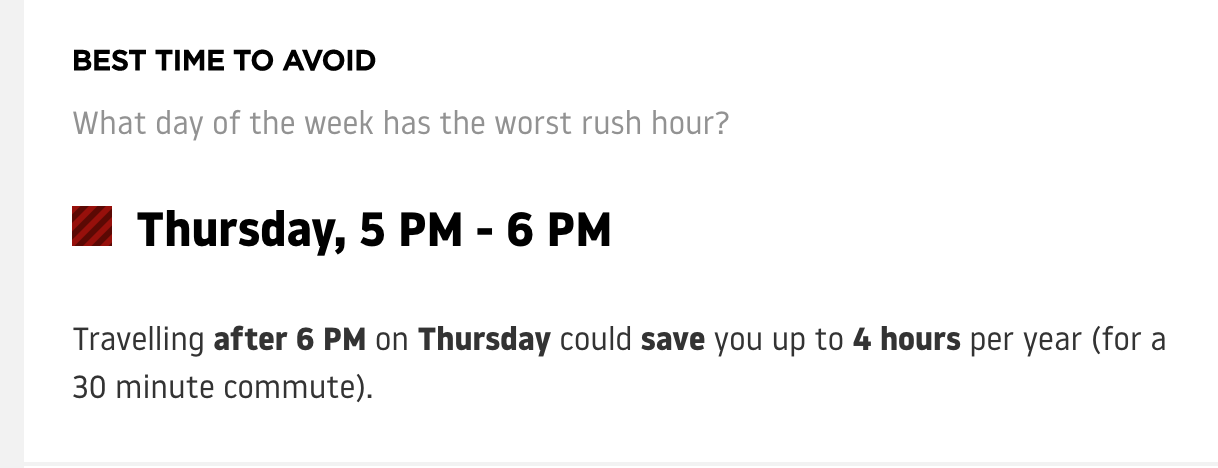 BEST TIME TO AVOID
What day of the week has the worst rush hour?
Thursday, 5 PM - 6 PM
Travelling after 6 PM on Thursday could save you up to 4 hours per year (for a
30 minute commute).